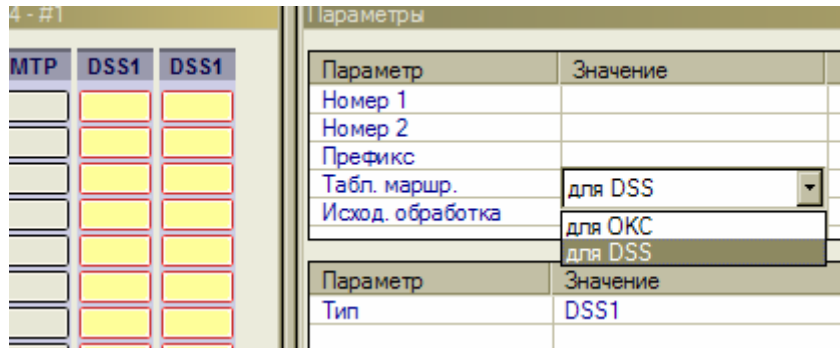 4 - #1
Параметры
MTP DSS1 DSS1
Параметр Значение
Номер 1
Номер 2
Префикс
Табл. маршр. для DSS
Исход. обработка
для ОКС
для DSS
Параметр Значение
Тип DSS1